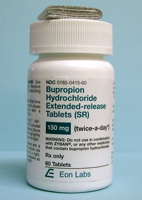 NDC 0185-0415-60
Bupropion
Hydrochloride
Extended-release
Tablets (SR)
150 mg (twice-a-day*)
WARNING: Do not use in combination
with ZYBAN®, or any other medicines
that contain bupropion hydrochloride.
Rx only
60 Tablets
Eon Labs